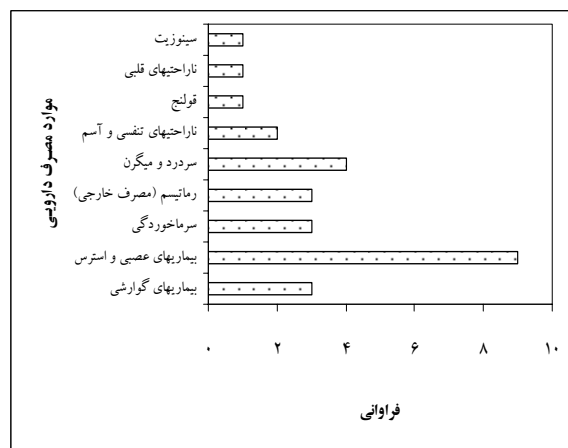 سینوزیت
ناراحتیهای قلبی
قولنج
ناراحتیهای تنفسی و آسم
سردرد و میگرن
رماتیسم (مصرف خارجی)
سرماخوردگی
بیماریهای عصبی و استرس
بیماریهای گوارشی
موارد مصرف دارویی
۰ ۲ ۴ ۶ ۸ ۱۰
فراوانی